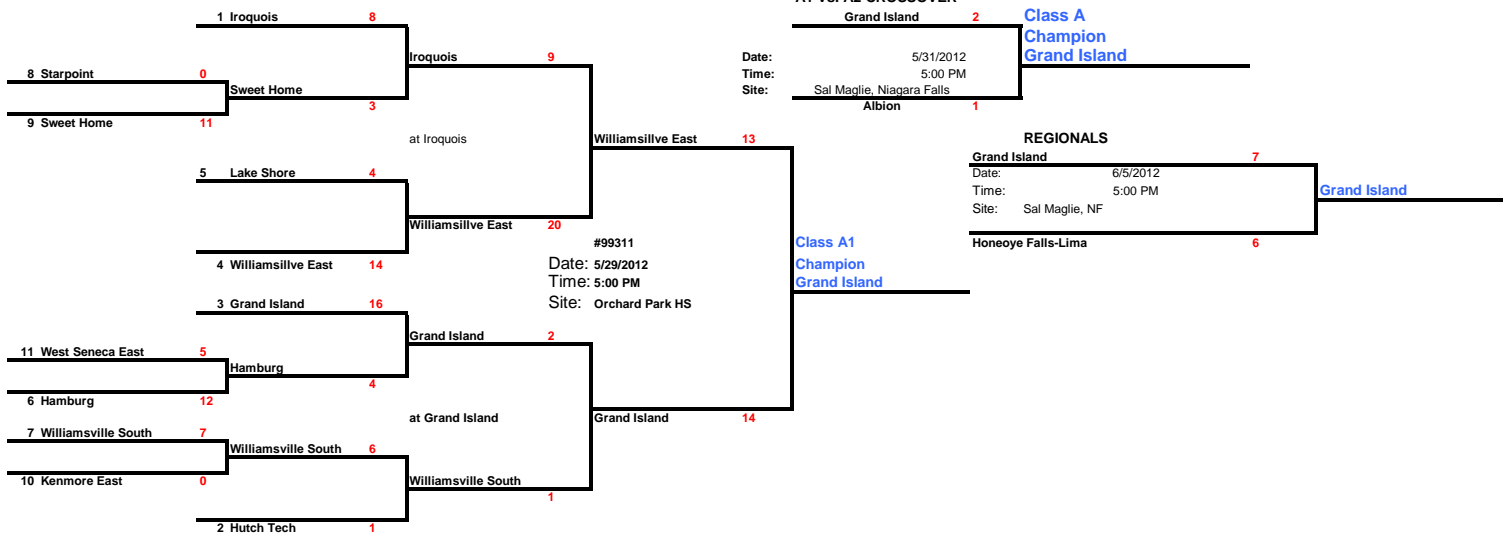 A1 vs. A2 CROSSOVER
1 Iroquois 8
Grand Island 2 Class A
Champion
Iroquois 9
Date: 5/31/2012 Grand Island
8 Starpoint 0
Time: 5:00 PM
Sweet Home
Site: Sal Maglie, Niagara Falls
3
Albion 1
9 Sweet Home 11
at Iroquois
Williamsillve East 13
REGIONALS
Grand Island 7
5 Lake Shore 4
Date: 6/5/2012
Time: 5:00 PM
Grand Island
Site: Sal Maglie, NF
Williamsillve East 20
#99311
Class A1
Honeoye Falls-Lima 6
4 Williamsillve East 14
Date: 5/29/2012
Champion
Time: 5:00 PM
Grand Island
3 Grand Island 16
Site: Orchard Park HS
Grand Island 2
11 West Seneca East 5
Hamburg
4
6 Hamburg 12
at Grand Island
Grand Island 14
7 Williamsville South 7
Williamsville South 6
10 Kenmore East 0
Williamsville South
1
2 Hutch Tech 1